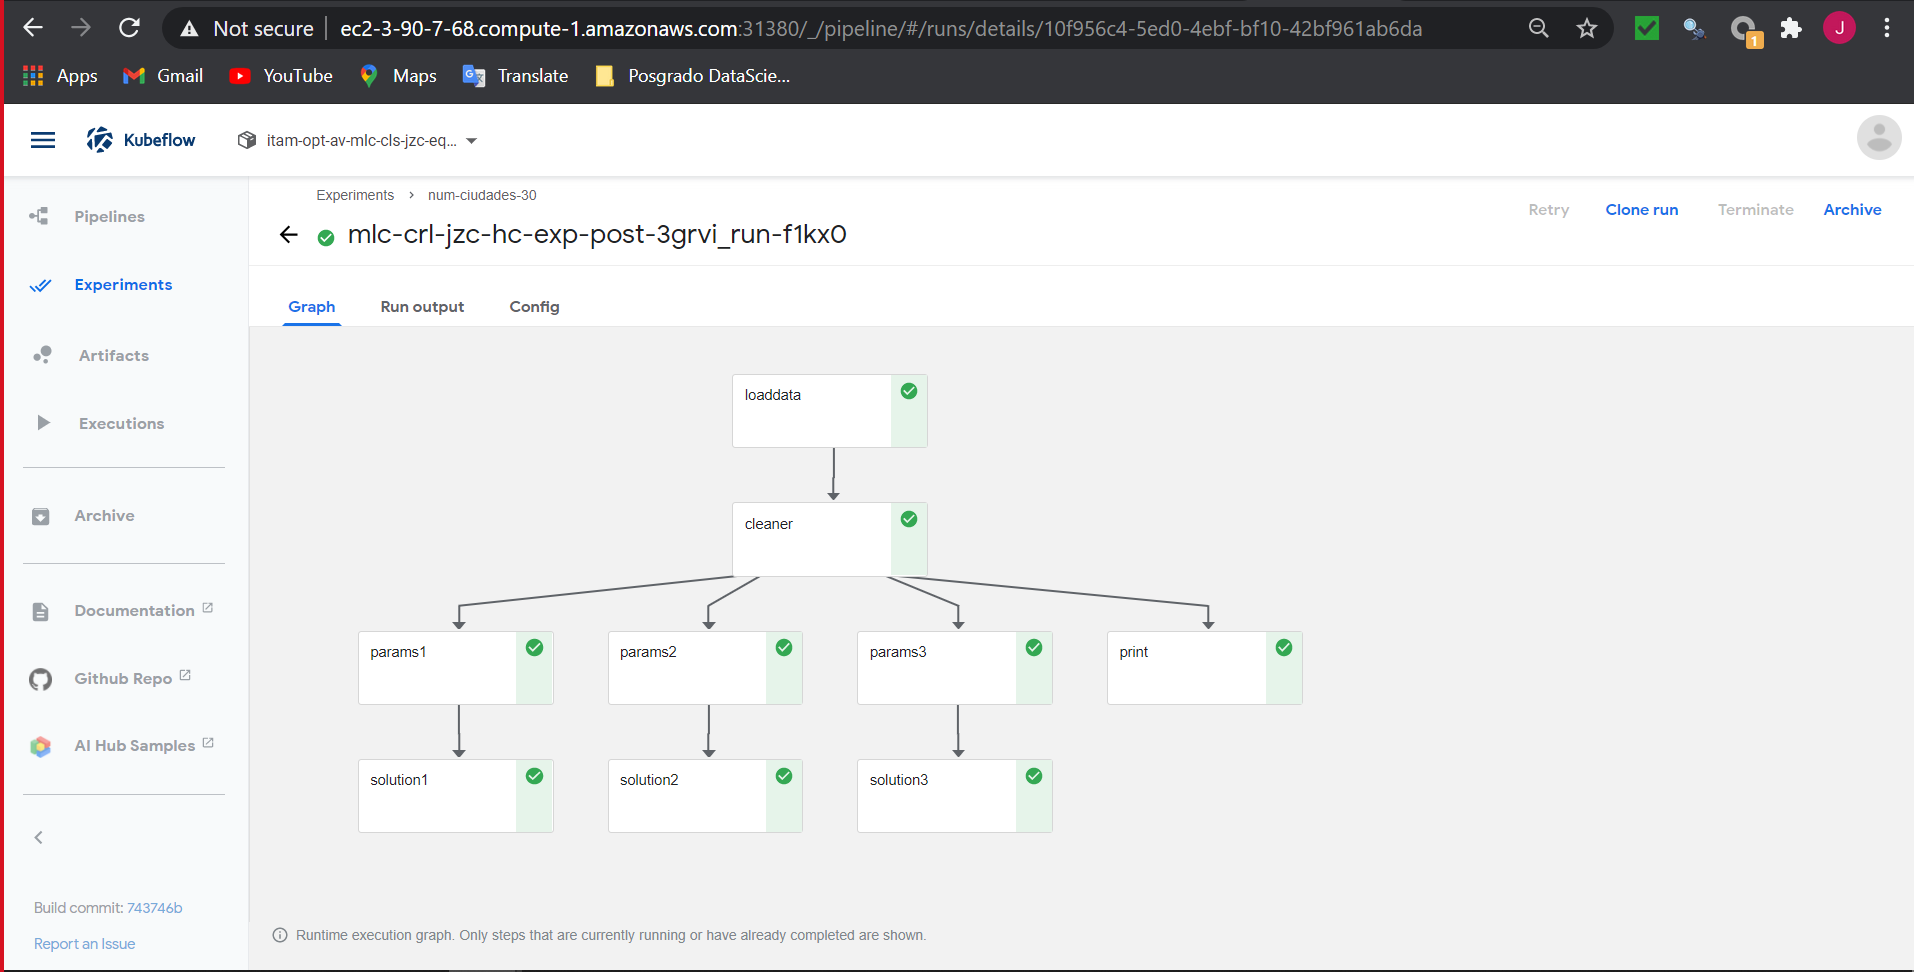 Not secure ec2-3-90-7-68.compute-1.amazonaws.com:31380/_/pipeline/#/runs/details/10f956c4-5ed0-4ebf-bf10-42bf961ab6da 1 J
Apps Gmail YouTube Maps Translate Posgrado DataScie...
Kubeflow itam-opt-av-mlc-cls-jzc-eq...
Pipelines
Experiments
Artifacts
Executions
Archive
Documentation
Github Repo
AI Hub Samples
Build commit: 743746b
Report an Issue
Experiments > num-ciudades-30
mlc-crl-jzc-hc-exp-post-3grvi_run-f1kx0
Retry Clone run Terminate Archive
Graph Run output Config
loaddata
cleaner
params1 params2 params3 print
solution1 solution2 solution3
Runtime execution graph. Only steps that are currently running or have already completed are shown.